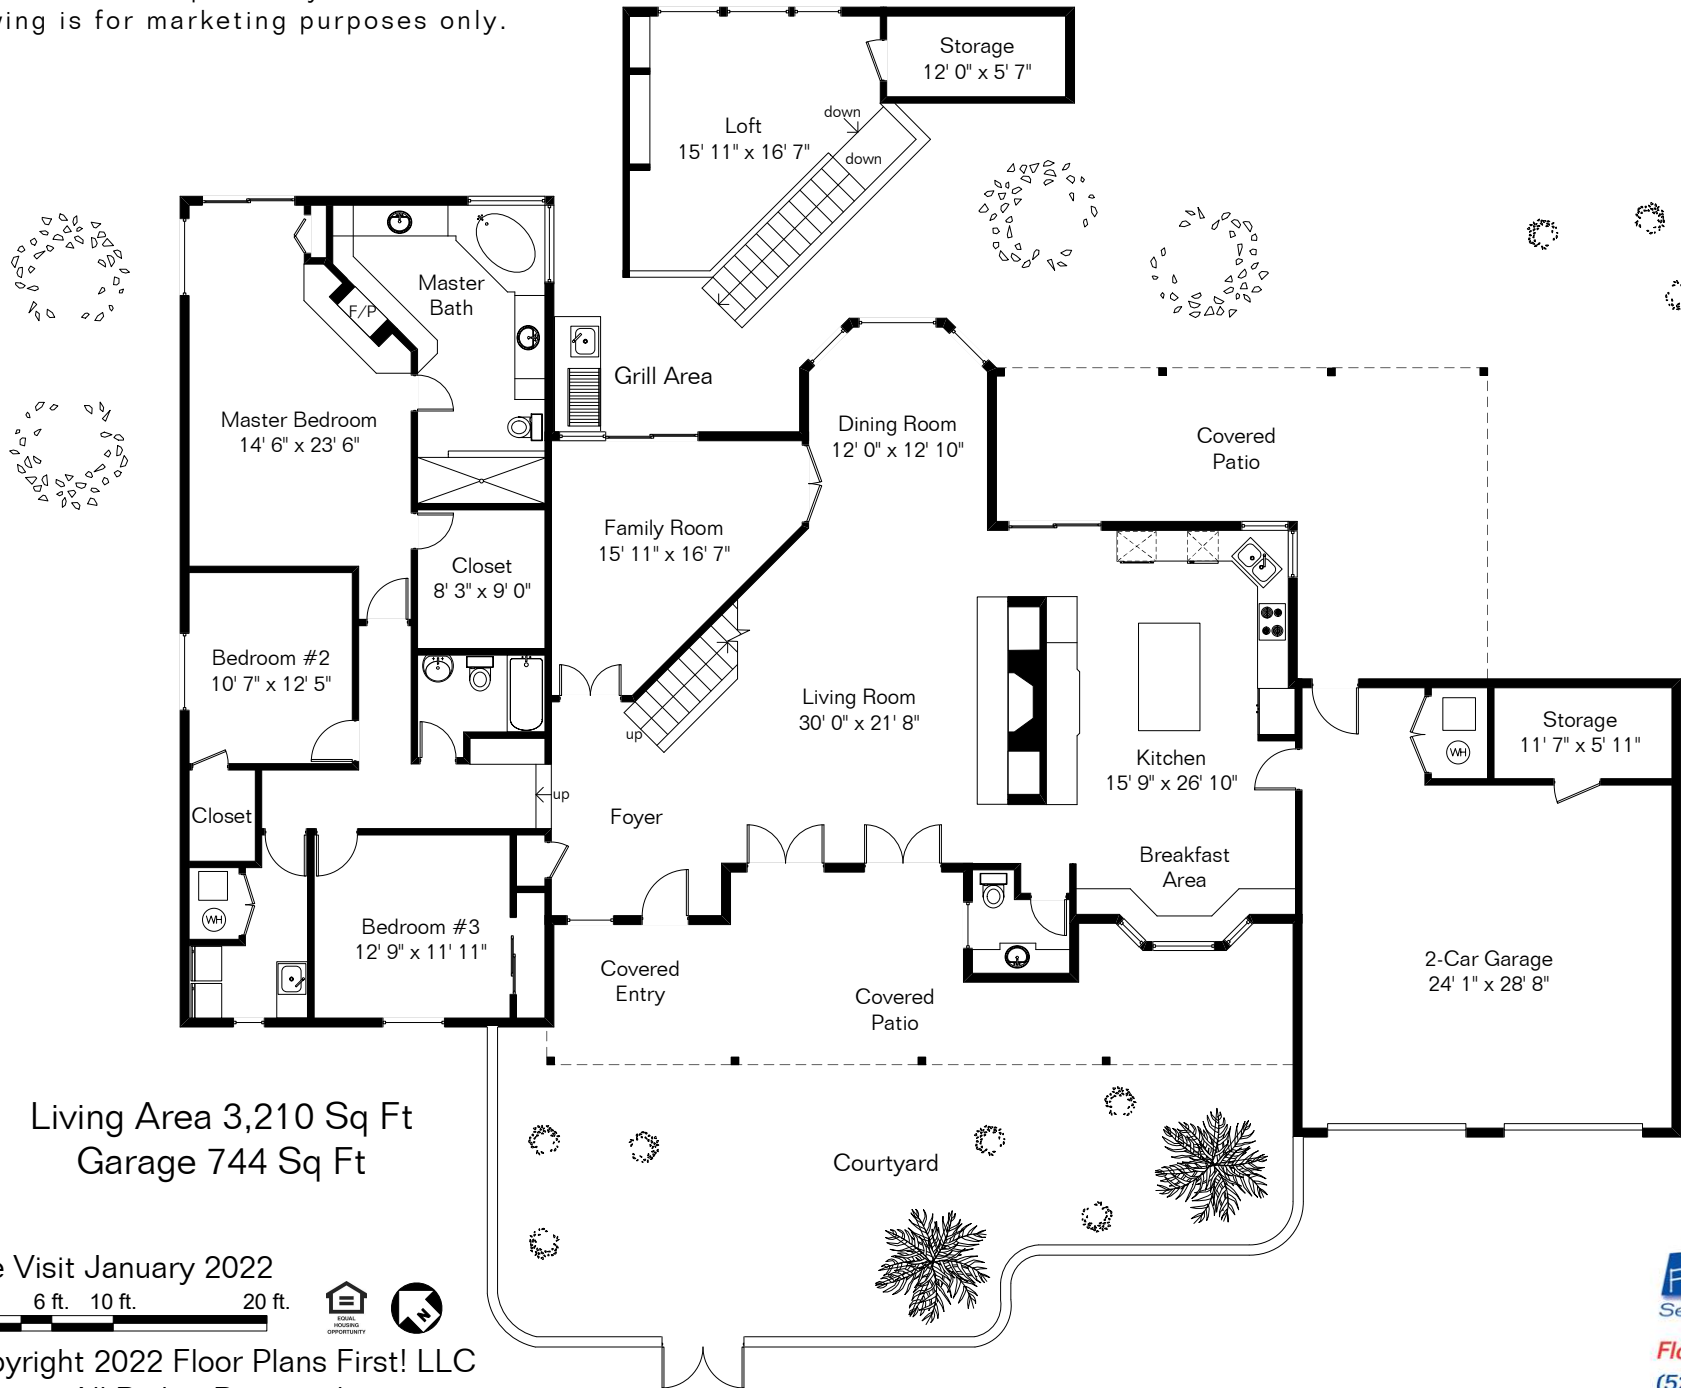 ing is for marketing purposes only.
Storage
12' 0" x 5' 7"
Loft
15' 11" x 16' 7"
down
down
Master
Bath
F/P
Grill Area
Master Bedroom
14' 6" x 23' 6"
Dining Room
12' 0" x 12' 10"
Covered
Patio
Family Room
15' 11" x 16' 7"
Closet
8' 3" x 9' 0"
Bedroom #2
10' 7" x 12' 5"
Living Room
30' 0" x 21' 8"
up
Storage
11' 7" x 5' 11"
WH
Kitchen
15' 9" x 26' 10"
up
Closet
Foyer
Breakfast
Area
WH
Bedroom #3
12' 9" x 11' 11"
Covered
Entry
Covered
Patio
2-Car Garage
24' 1" x 28' 8"
Living Area 3,210 Sq Ft
Garage 744 Sq Ft
Courtyard
Visit January 2022
6 ft. 10 ft. 20 ft.
EQUAL
HOUSING
OPPORTUNITY
N
pyright 2022 Floor Plans First! LLC
Se
Flo
(5